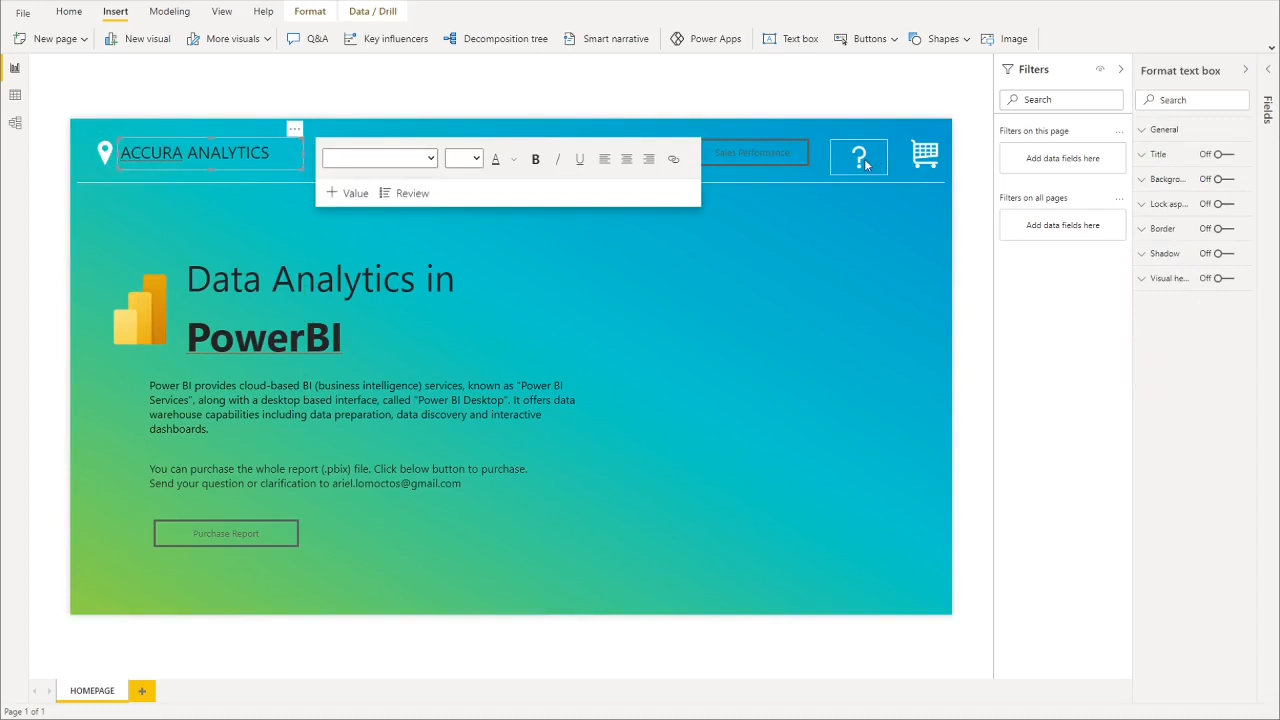 File Home Insert Modeling View Help Format Data / Drill
New page New visual More visuals Q&A Key influencers Decomposition tree Smart narrative Power Apps Text box Buttons Shapes Image
Filters
Search
Filters on this page ...
Add data fields here
Filters on all pages ...
Add data fields here
Format text box
Search
General
Title Off
Backgro... Off
Lock asp... Off
Border Off
Shadow Off
Visual he... Off
Fields
...
ACCURA ANALYTICS
A B I U
+ Value Review
Sales Performance
?
Data Analytics in
PowerBI
Power BI provides cloud-based BI (business intelligence) services, known as "Power BI
Services", along with a desktop based interface, called "Power BI Desktop". It offers data
warehouse capabilities including data preparation, data discovery and interactive
dashboards.
You can purchase the whole report (.pbix) file. Click below button to purchase.
Send your question or clarification to ariel.lomoctos@gmail.com
Purchase Report
HOMEPAGE +
Page 1 of 1